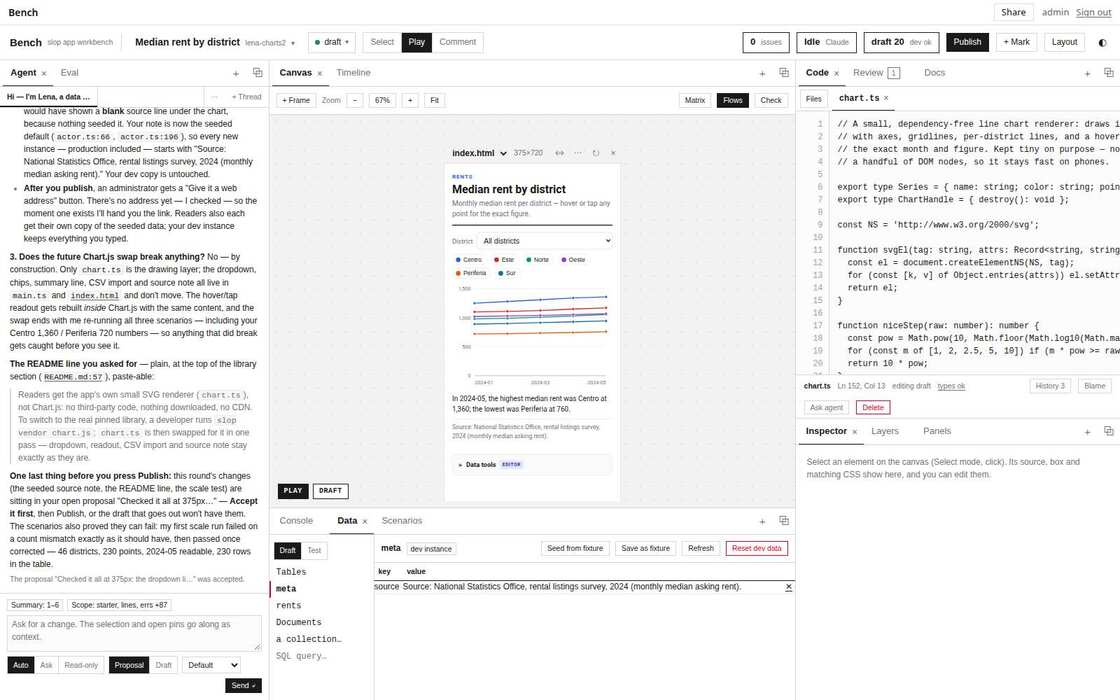 Bench
Share admin Sign out
Bench slop app workbench Median rent by district lena-charts2 draft Select Play Comment 0 issues Idle Claude draft 20 dev ok Publish + Mark Layout
Agent × Eval +
Hi — I'm Lena, a data … ··· + Thread
would have shown a blank source line under the chart,
because nothing seeded it. Your note is now the seeded
default ( actor.ts:66 , actor.ts:196 ), so every new
instance — production included — starts with "Source:
National Statistics Office, rental listings survey, 2024 (monthly
median asking rent)." Your dev copy is untouched.
• After you publish, an administrator gets a "Give it a web
address" button. There's no address yet — I checked — so the
moment one exists I'll hand you the link. Readers also each
get their own copy of the seeded data; your dev instance
keeps everything you typed.
3. Does the future Chart.js swap break anything? No — by
construction. Only chart.ts is the drawing layer; the dropdown,
chips, summary line, CSV import and source note all live in
main.ts and index.html and don't move. The hover/tap
readout gets rebuilt inside Chart.js with the same content, and the
swap ends with me re-running all three scenarios — including your
Centro 1,360 / Periferia 720 numbers — so anything that did break
gets caught before you see it.
The README line you asked for — plain, at the top of the library
section ( README.md:57 ), paste-able:
Readers get the app's own small SVG renderer ( chart.ts ),
not Chart.js: no third-party code, nothing downloaded, no CDN.
To switch to the real pinned library, a developer runs slop
vendor chart.js ; chart.ts is then swapped for it in one
pass — dropdown, readout, CSV import and source note stay
exactly as they are.
One last thing before you press Publish: this round's changes
(the seeded source note, the README line, the scale test) are
sitting in your open proposal "Checked it all at 375px…" — Accept
it first, then Publish, or the draft that goes out won't have them.
The scenarios also proved they can fail: my first scale run failed on
a count mismatch exactly as it should have, then passed once
corrected — 46 districts, 230 points, 2024-05 readable, 230 rows
in the table.
The proposal "Checked it all at 375px: the dropdown li…" was accepted.
Summary: 1–6 Scope: starter, lines, errs +87
Ask for a change. The selection and open pins go along as
context.
Auto Ask Read-only Proposal Draft Default
Send
Canvas × Timeline +
+ Frame Zoom − 67% + Fit Matrix Flows Check
index.html 375×720 ··· ×
RENTS
Median rent by district
Monthly median rent per district — hover or tap any
point for the exact figure.
District All districts
Centro Este Norte Oeste
Periferia Sur
1,500
1,000
500
0
2024-01 2024-03 2024-05
In 2024-05, the highest median rent was Centro at
1,360; the lowest was Periferia at 760.
Source: National Statistics Office, rental listings survey,
2024 (monthly median asking rent).
Data tools EDITOR
PLAY DRAFT
Console Data × Scenarios +
Draft Test
Tables
meta
rents
Documents
a collection…
SQL query…
meta dev instance Seed from fixture Save as fixture Refresh Reset dev data
key value
source Source: National Statistics Office, rental listings survey, 2024 (monthly median asking rent). ×
Code × Review 1 Docs +
Files chart.ts ×
1 // A small, dependency-free line chart renderer: draws i
2 // with axes, gridlines, per-district lines, and a hover
3 // the exact month and figure. Kept tiny on purpose — no
4 // a handful of DOM nodes, so it stays fast on phones.
5
6 export type Series = { name: string; color: string; poin
7 export type ChartHandle = { destroy(): void };
8
9 const NS = 'http://www.w3.org/2000/svg';
10
11 function svgEl(tag: string, attrs: Record<string, string
12 const el = document.createElementNS(NS, tag);
13 for (const [k, v] of Object.entries(attrs)) el.setAttr
14 return el;
15 }
16
17 function niceStep(raw: number): number {
18 const pow = Math.pow(10, Math.floor(Math.log10(Math.ma
19 for (const m of [1, 2, 2.5, 5, 10]) if (m * pow >= raw
20 return 10 * pow;
chart.ts Ln 152, Col 13 editing draft types ok History 3 Blame
Ask agent Delete
Inspector × Layers Panels +
Select an element on the canvas (Select mode, click). Its source, box and
matching CSS show here, and you can edit them.